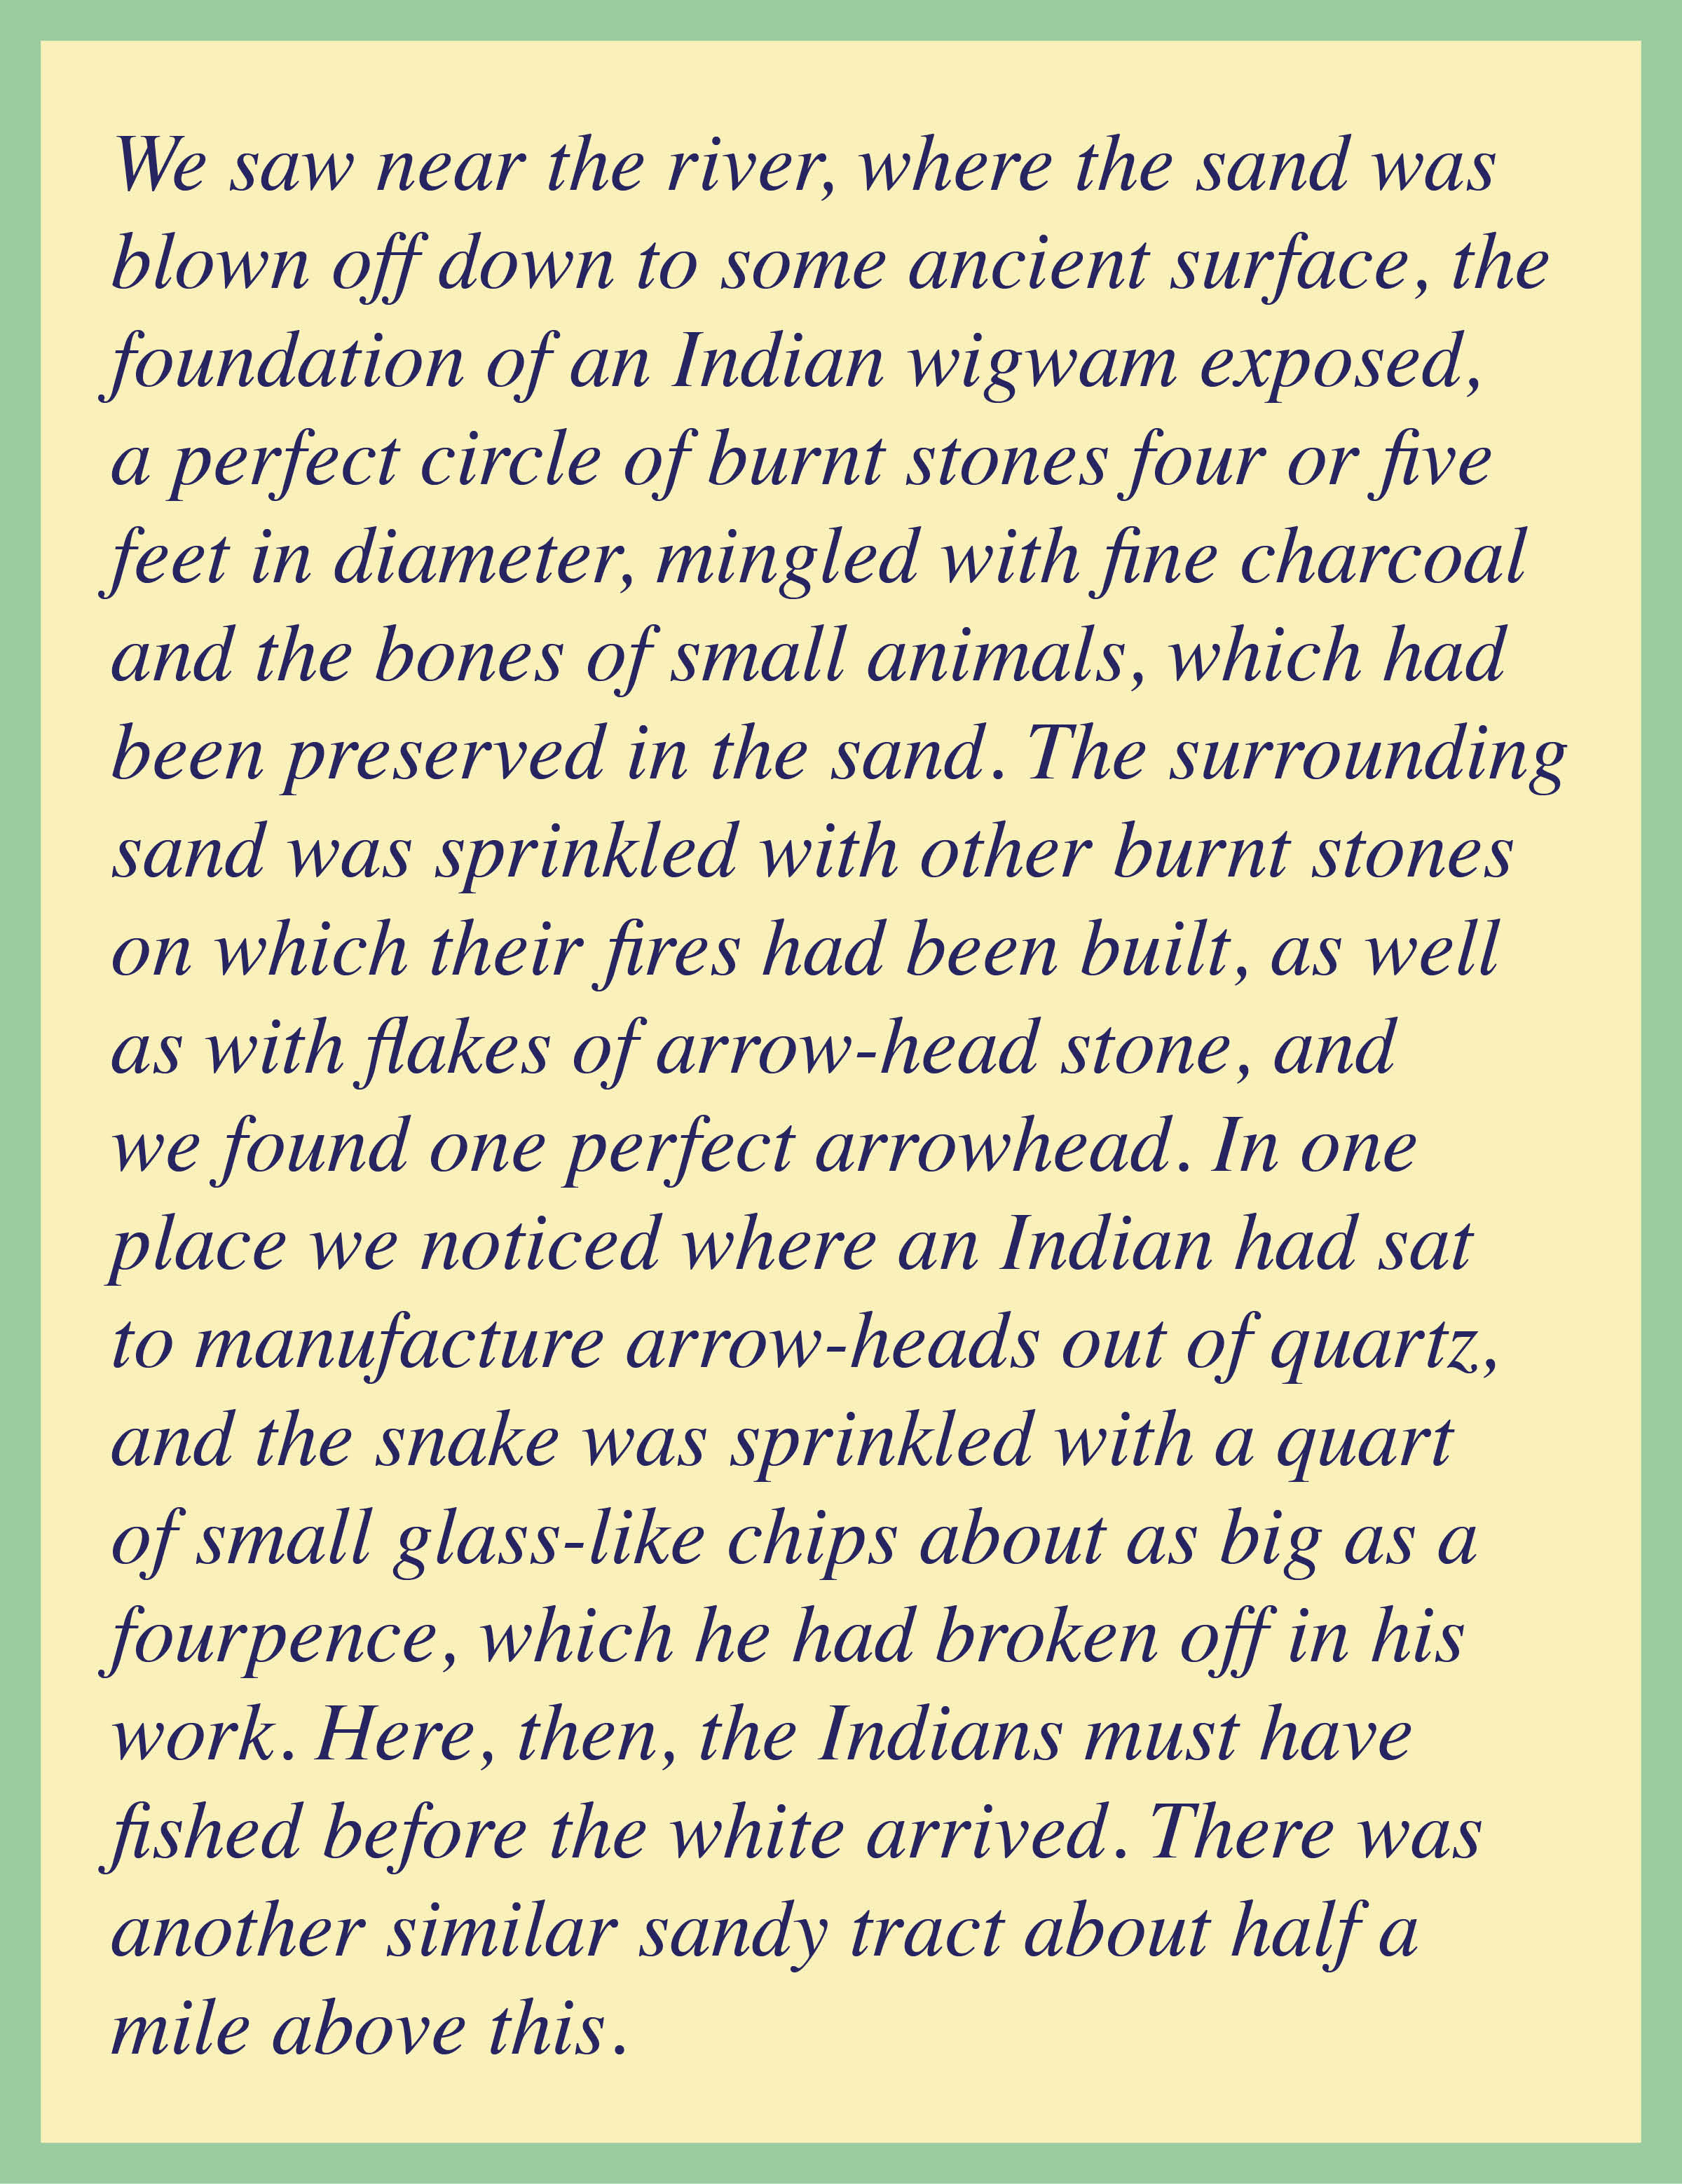 We saw near the river, where the sand was
blown off down to some ancient surface, the
foundation of an Indian wigwam exposed,
a perfect circle of burnt stones four or five
feet in diameter, mingled with fine charcoal
and the bones of small animals, which had
been preserved in the sand. The surrounding
sand was sprinkled with other burnt stones
on which their fires had been built, as well
as with flakes of arrow-head stone, and
we found one perfect arrowhead. In one
place we noticed where an Indian had sat
to manufacture arrow-heads out of quartz,
and the snake was sprinkled with a quart
of small glass-like chips about as big as a
fourpence, which he had broken off in his
work. Here, then, the Indians must have
fished before the white arrived. There was
another similar sandy tract about half a
mile above this.